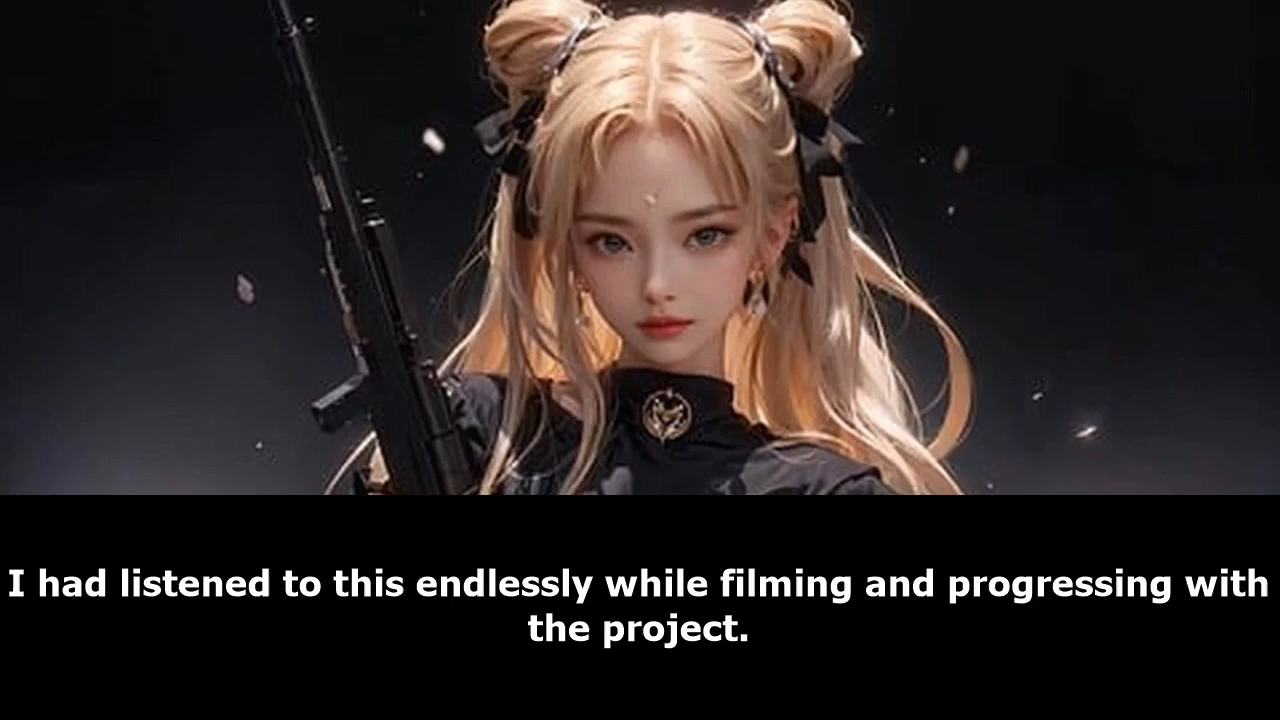 I had listened to this endlessly while filming and progressing with
the project.